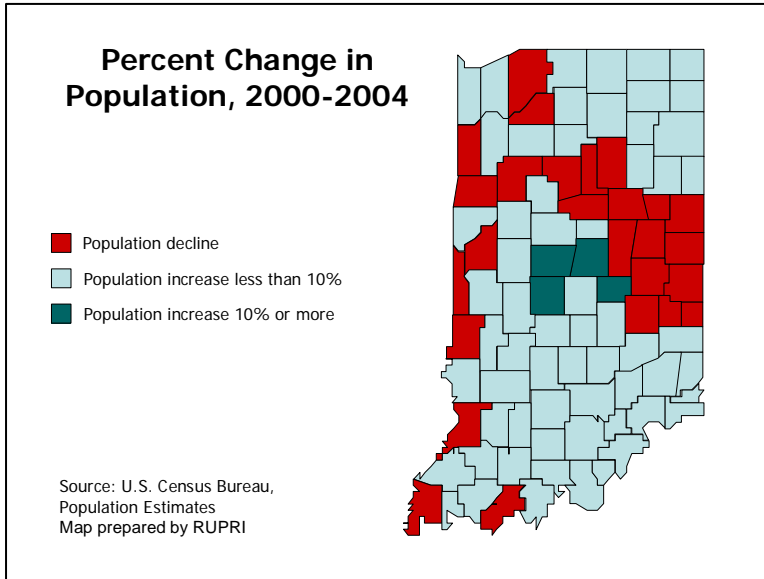 Percent Change in
Population, 2000-2004
Population decline
Population increase less than 10%
Population increase 10% or more
Source: U.S. Census Bureau,
Population Estimates
Map prepared by RUPRI